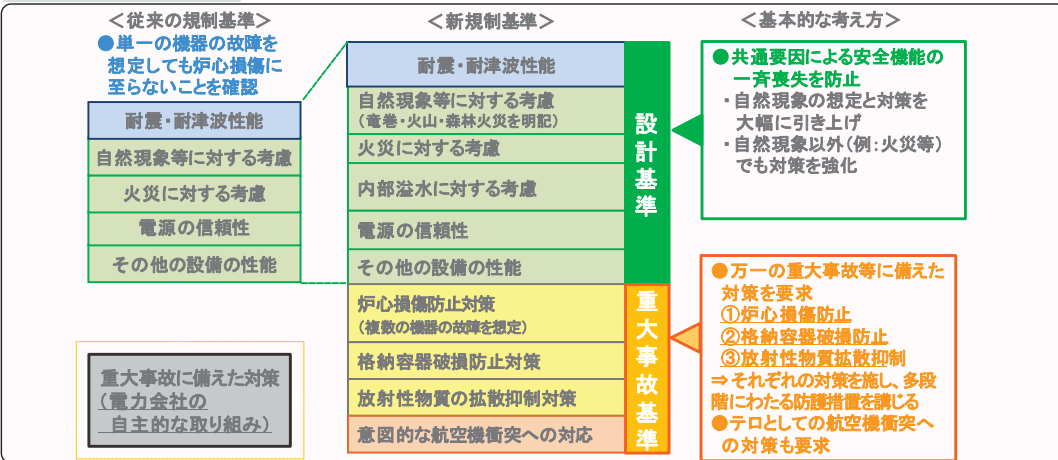 ＜従来の規制基準＞
●単一の機器の故障を
想定しても炉心損傷に
至らないことを確認
耐震・耐津波性能
自然現象等に対する考慮
火災に対する考慮
電源の信頼性
その他の設備の性能
重大事故に備えた対策
（電力会社の
自主的な取り組み）
＜新規制基準＞
耐震・耐津波性能
自然現象等に対する考慮
（竜巻・火山・森林火災を明記）
火災に対する考慮
内部溢水に対する考慮
電源の信頼性
その他の設備の性能
炉心損傷防止対策
（複数の機器の故障を想定）
格納容器破損防止対策
放射性物質の拡散抑制対策
意図的な航空機衝突への対応
設計基準
重大事故基準
＜基本的な考え方＞
●共通要因による安全機能の
一斉喪失を防止
・自然現象の想定と対策を
大幅に引き上げ
・自然現象以外（例：火災等）
でも対策を強化
●万一の重大事故等に備えた
対策を要求
①炉心損傷防止
②格納容器破損防止
③放射性物質拡散抑制
⇒それぞれの対策を施し、多段
階にわたる防護措置を講じる
●テロとしての航空機衝突へ
の対策も要求